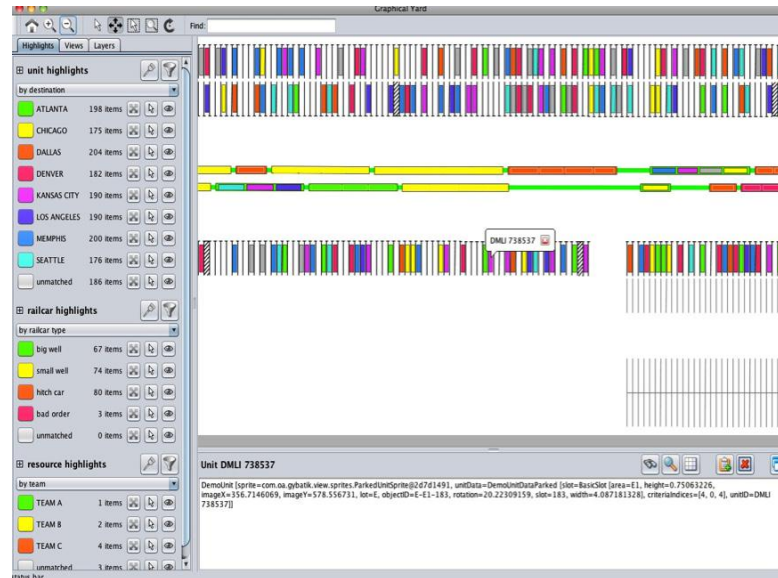 Graphical Yard
Find:
Highlights Views Layers
unit highlights
by destination
ATLANTA 198 items
CHICAGO 175 items
DALLAS 204 items
DENVER 182 items
KANSAS CITY 190 items
LOS ANGELES 190 items
MEMPHIS 200 items
SEATTLE 176 items
unmatched 186 items
railcar highlights
by railcar type
big well 67 items
small well 74 items
hitch car 80 items
bad order 3 items
unmatched 0 items
resource highlights
by team
TEAM A 1 items
TEAM B 2 items
TEAM C 4 items
unmatched 3 items
status bar
DMLI 738537
Unit DMLI 738537
DemoUnit [sprite=com.oa.gybatik.view.sprites.ParkedUnitSprite@2d7d1491, unitData=DemoUnitDataParked [slot=BasicSlot [area=E1, height=0.75063226,
imageX=356.7146069, imageY=578.556731, lot=E, objectID=E-E1-183, rotation=20.22309159, slot=183, width=4.087181328], criteriaIndices=[4, 0, 4], unitID=DMLI
738537]]